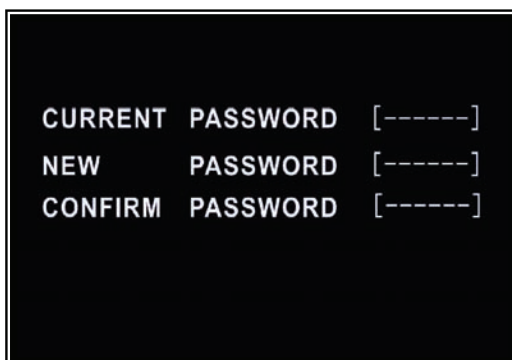 CURRENT PASSWORD [------]
NEW PASSWORD [------]
CONFIRM PASSWORD [------]